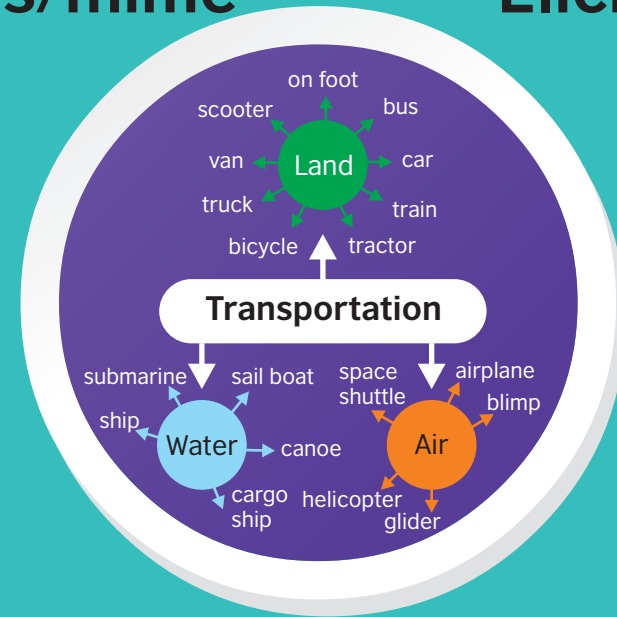 s/mime
on foot
scooter
bus
Land
van
car
truck
train
bicycle
tractor
Transportation
submarine
sail boat
ship
Water
canoe
cargo
ship
space
shuttle
airplane
blimp
Air
helicopter
glider